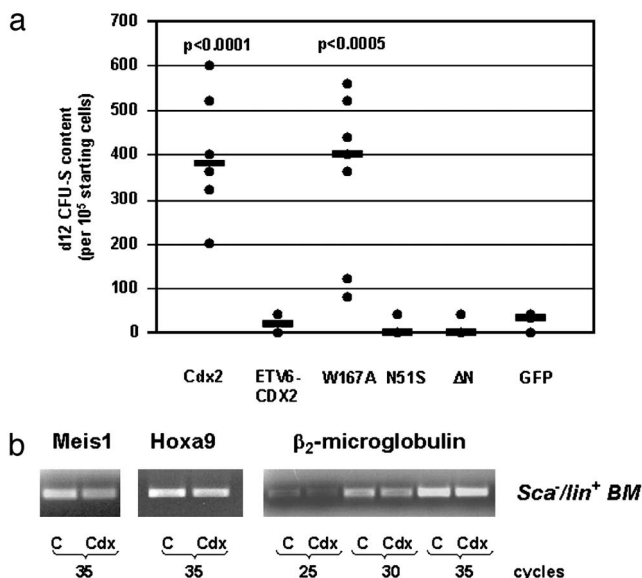 a
700
600
500
400
300
200
100
0
d12 CFU-S content
(per 10⁵ starting cells)
p<0.0001
p<0.0005
Cdx2
ETV6-
CDX2
W167A
N51S
ΔN
GFP
b
Meis1
Hoxa9
β₂-microglobulin
Sca⁻/lin⁺ BM
C Cdx C Cdx C Cdx C Cdx C Cdx
35 35 25 30 35 cycles